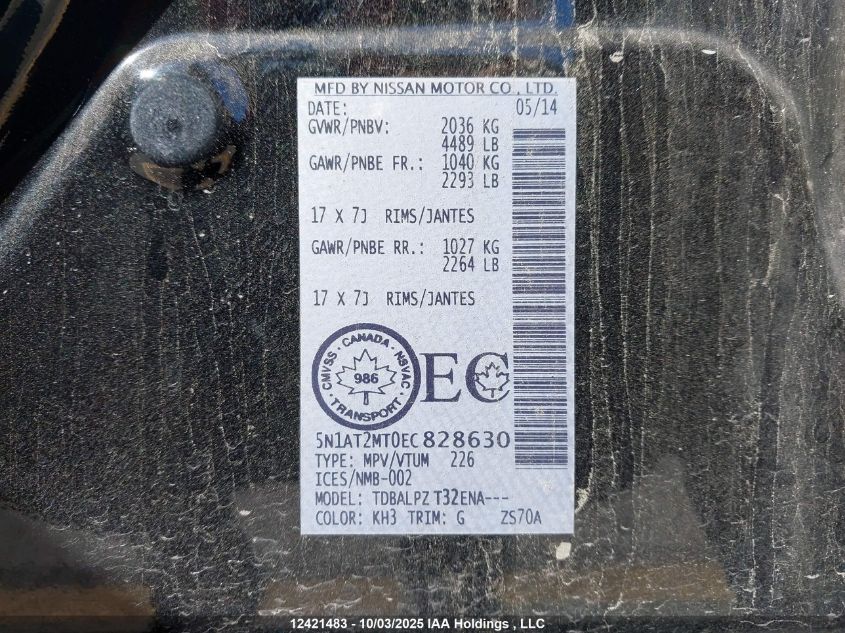 MFD BY NISSAN MOTOR CO., LTD.
DATE: 05/14
GVWR/PNBV: 2036 KG
4489 LB
GAWR/PNBE FR.: 1040 KG
2293 LB
17 X 7J RIMS/JANTES
GAWR/PNBE RR.: 1027 KG
2264 LB
17 X 7J RIMS/JANTES
CANADA
CMVSS 986 NSVAC
TRANSPORT
EC
5N1AT2MT0EC828630
TYPE: MPV/VTUM 226
ICES/NMB-002
MODEL: TDBALPZ T32ENA---
COLOR: KH3 TRIM: G ZS70A
12421483 - 10/03/2025 IAA Holdings, LLC